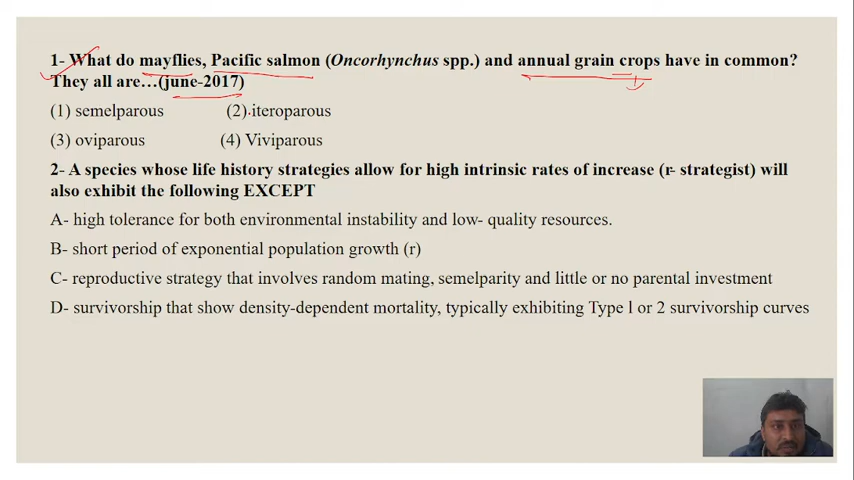 1- What do mayflies, Pacific salmon (Oncorhynchus spp.) and annual grain crops have in common?
They all are…(june-2017)
(1) semelparous (2).iteroparous
(3) oviparous (4) Viviparous
2- A species whose life history strategies allow for high intrinsic rates of increase (r- strategist) will
also exhibit the following EXCEPT
A- high tolerance for both environmental instability and low- quality resources.
B- short period of exponential population growth (r)
C- reproductive strategy that involves random mating, semelparity and little or no parental investment
D- survivorship that show density-dependent mortality, typically exhibiting Type l or 2 survivorship curves